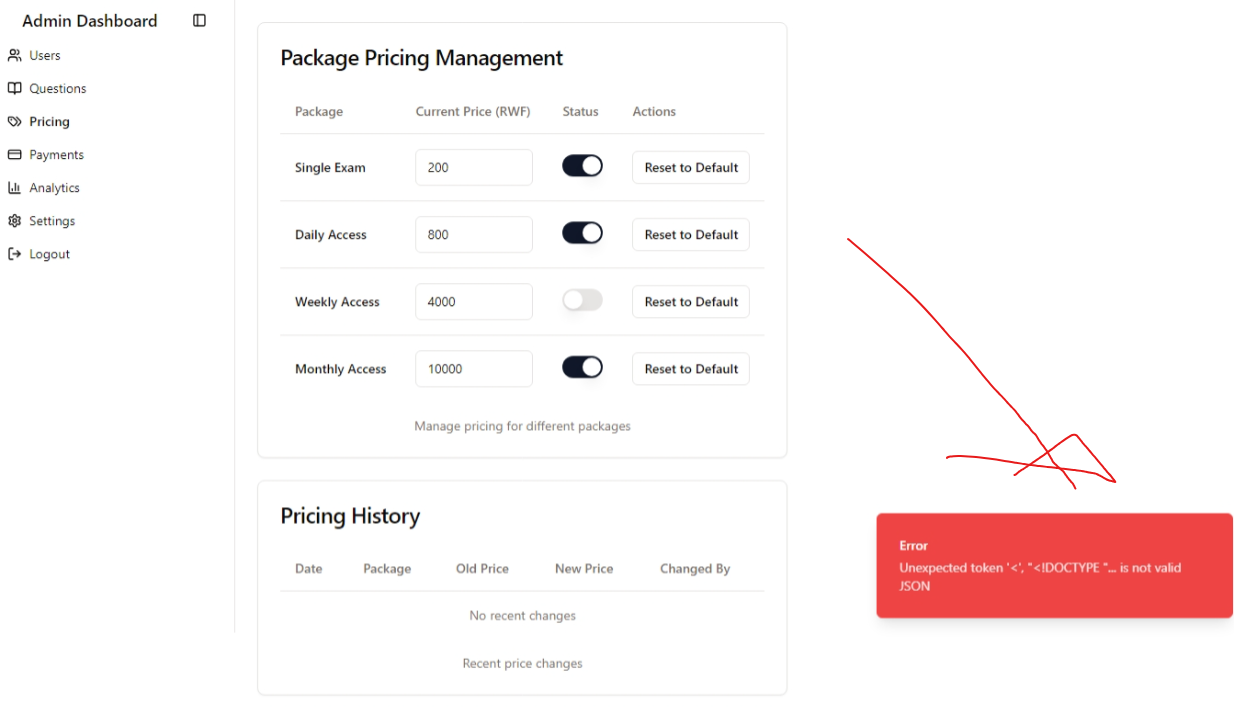 Admin Dashboard
Users
Questions
Pricing
Payments
Analytics
Settings
Logout
Package Pricing Management
Package Current Price (RWF) Status Actions
Single Exam 200 Reset to Default
Daily Access 800 Reset to Default
Weekly Access 4000 Reset to Default
Monthly Access 10000 Reset to Default
Manage pricing for different packages
Pricing History
Date Package Old Price New Price Changed By
No recent changes
Recent price changes
Error
Unexpected token '<', "<!DOCTYPE "... is not valid
JSON